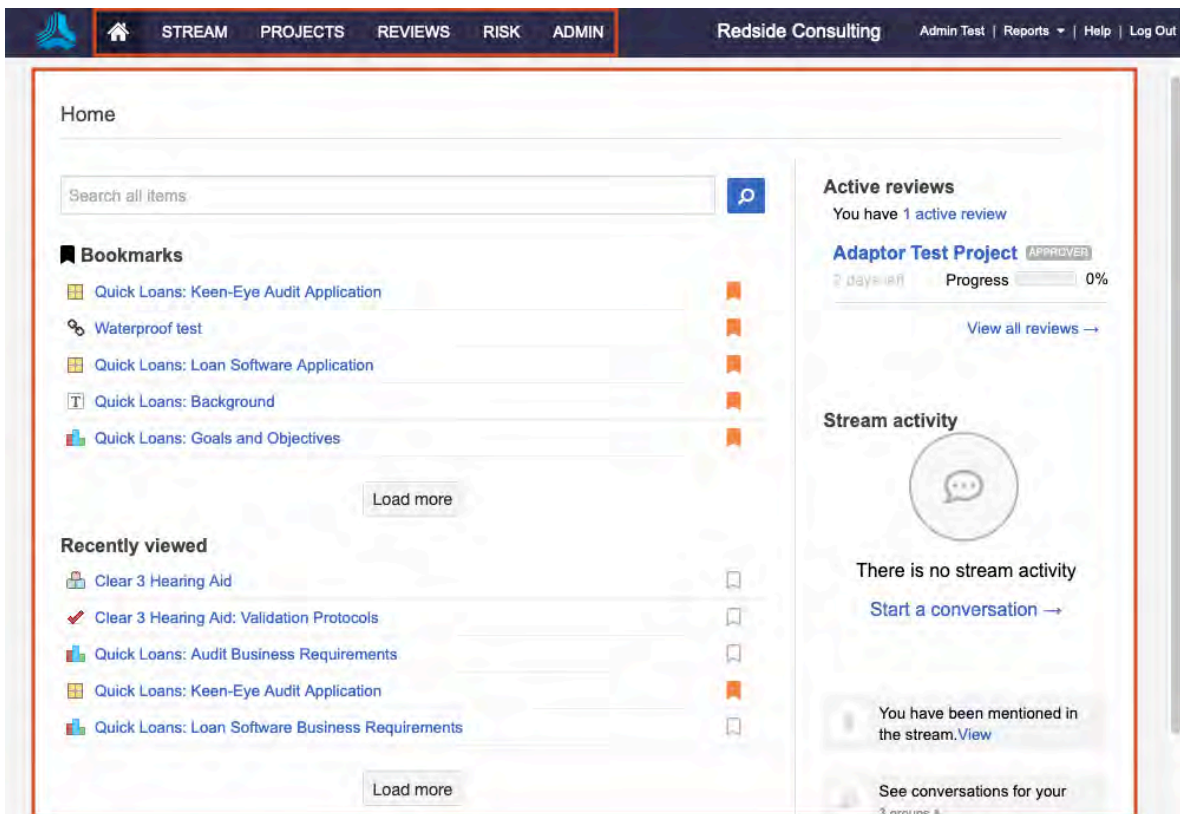 STREAM PROJECTS REVIEWS RISK ADMIN Redside Consulting Admin Test | Reports | Help | Log Out
Home
Search all items
Bookmarks
Quick Loans: Keen-Eye Audit Application
Waterproof test
Quick Loans: Loan Software Application
T Quick Loans: Background
Quick Loans: Goals and Objectives
Load more
Recently viewed
Clear 3 Hearing Aid
Clear 3 Hearing Aid: Validation Protocols
Quick Loans: Audit Business Requirements
Quick Loans: Keen-Eye Audit Application
Quick Loans: Loan Software Business Requirements
Load more
Active reviews
You have 1 active review
Adaptor Test Project APPROVER
2 days left Progress 0%
View all reviews →
Stream activity
There is no stream activity
Start a conversation →
You have been mentioned in
the stream.View
See conversations for your